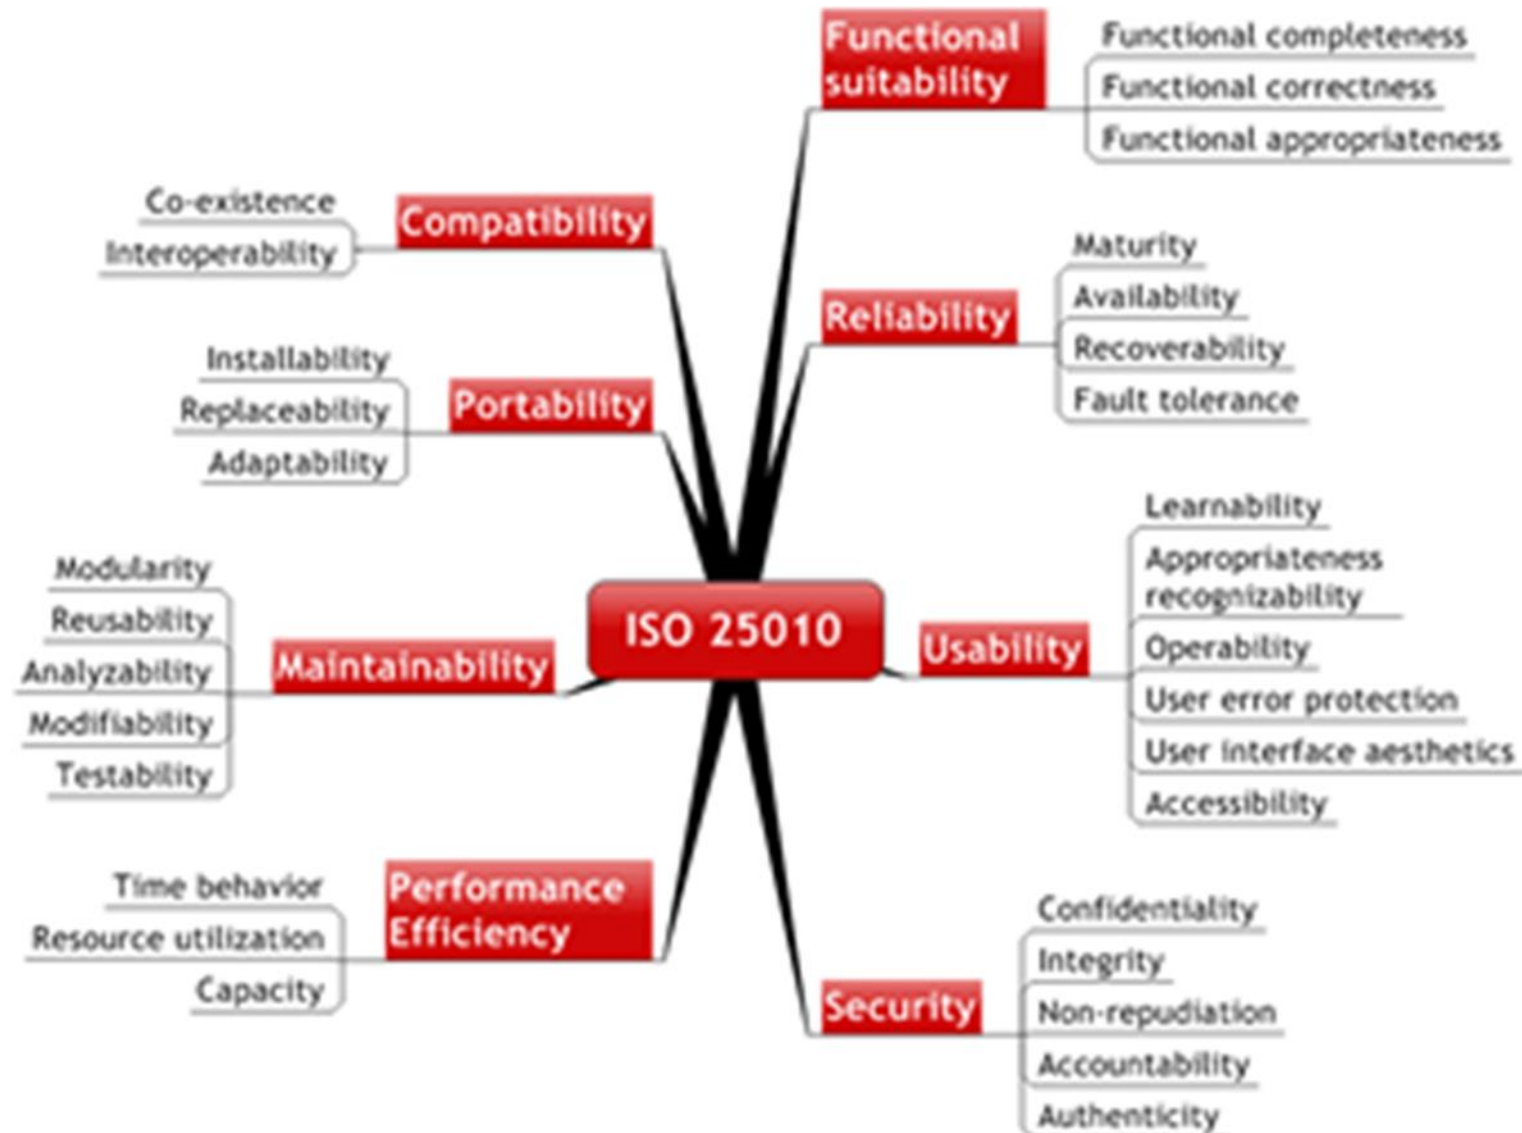 Functional
suitability
Functional completeness
Functional correctness
Functional appropriateness
Co-existence
Interoperability
Compatibility
Maturity
Availability
Recoverability
Fault tolerance
Reliability
Installability
Replaceability
Adaptability
Portability
Learnability
Appropriateness
recognizability
Operability
User error protection
User interface aesthetics
Accessibility
Usability
ISO 25010
Modularity
Reusability
Analyzability
Modifiability
Testability
Maintainability
Time behavior
Resource utilization
Capacity
Performance
Efficiency
Security
Confidentiality
Integrity
Non-repudiation
Accountability
Authenticity